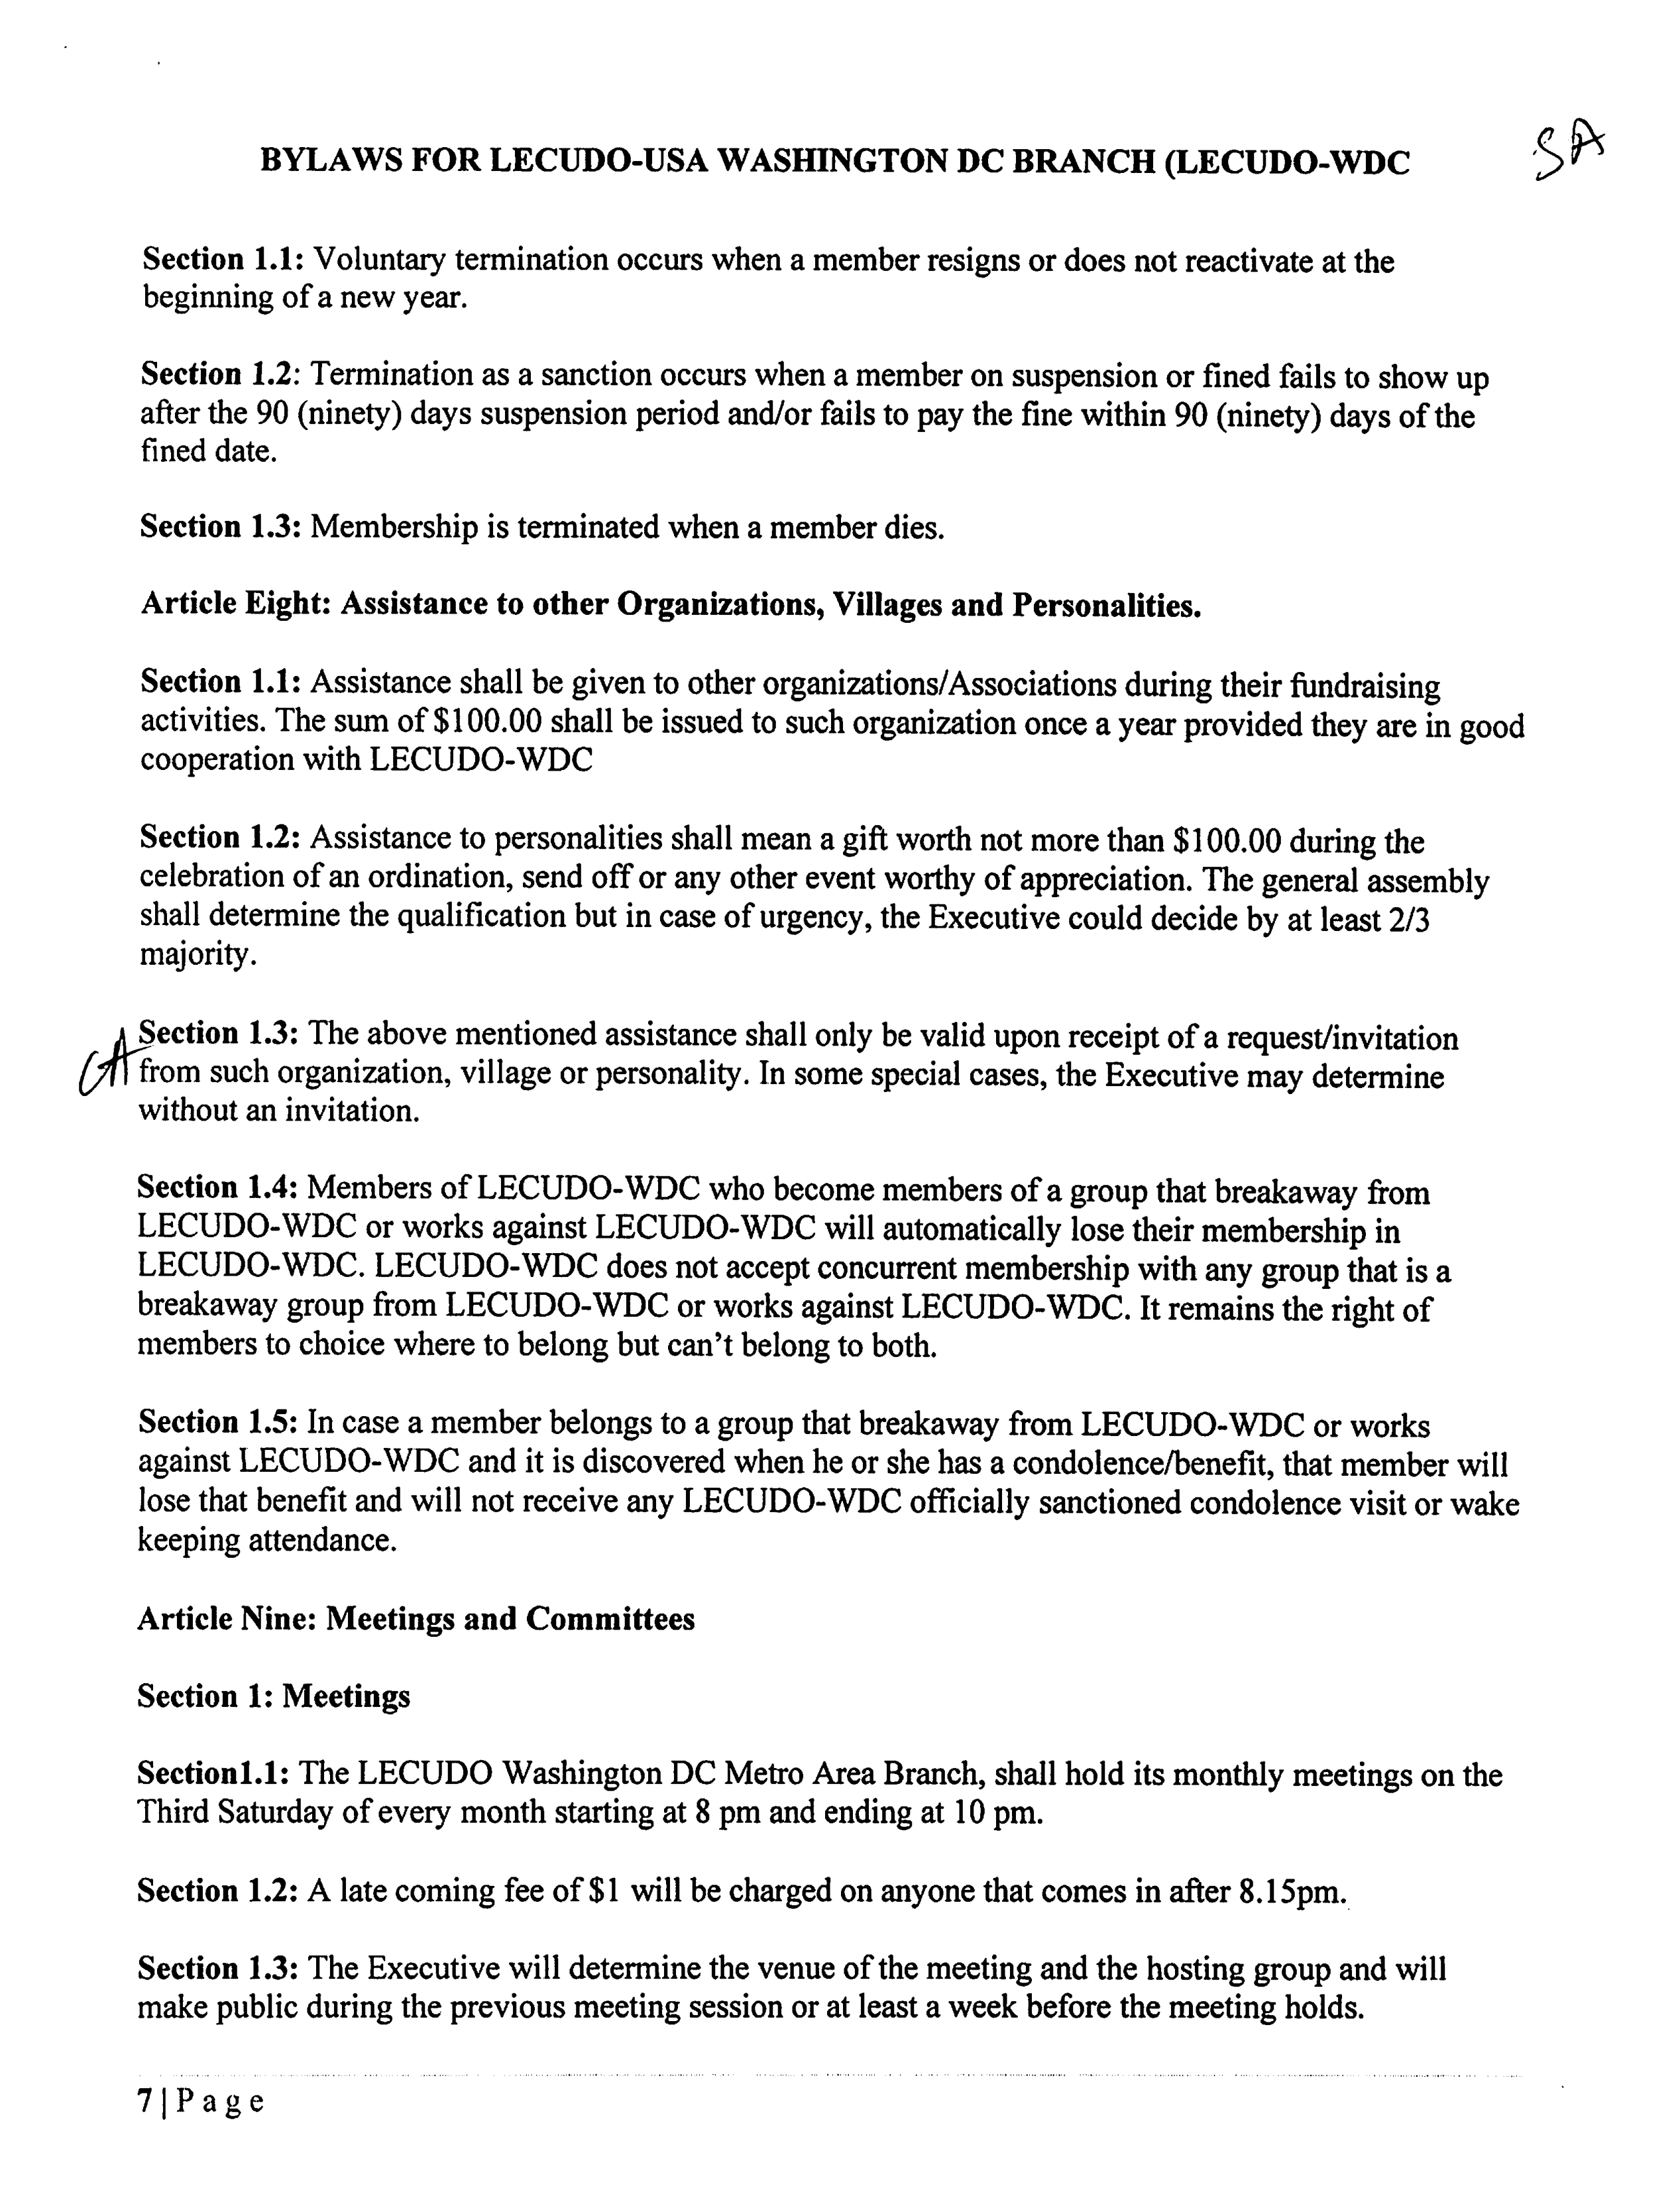 SA
BYLAWS FOR LECUDO-USA WASHINGTON DC BRANCH (LECUDO-WDC
Section 1.1: Voluntary termination occurs when a member resigns or does not reactivate at the
beginning of a new year.
Section 1.2: Termination as a sanction occurs when a member on suspension or fined fails to show up
after the 90 (ninety) days suspension period and/or fails to pay the fine within 90 (ninety) days of the
fined date.
Section 1.3: Membership is terminated when a member dies.
Article Eight: Assistance to other Organizations, Villages and Personalities.
Section 1.1: Assistance shall be given to other organizations/Associations during their fundraising
activities. The sum of $100.00 shall be issued to such organization once a year provided they are in good
cooperation with LECUDO-WDC
Section 1.2: Assistance to personalities shall mean a gift worth not more than $100.00 during the
celebration of an ordination, send off or any other event worthy of appreciation. The general assembly
shall determine the qualification but in case of urgency, the Executive could decide by at least 2/3
majority.
Section 1.3: The above mentioned assistance shall only be valid upon receipt of a request/invitation
from such organization, village or personality. In some special cases, the Executive may determine
without an invitation.
Section 1.4: Members of LECUDO-WDC who become members of a group that breakaway from
LECUDO-WDC or works against LECUDO-WDC will automatically lose their membership in
LECUDO-WDC. LECUDO-WDC does not accept concurrent membership with any group that is a
breakaway group from LECUDO-WDC or works against LECUDO-WDC. It remains the right of
members to choice where to belong but can't belong to both.
Section 1.5: In case a member belongs to a group that breakaway from LECUDO-WDC or works
against LECUDO-WDC and it is discovered when he or she has a condolence/benefit, that member will
lose that benefit and will not receive any LECUDO-WDC officially sanctioned condolence visit or wake
keeping attendance.
Article Nine: Meetings and Committees
Section 1: Meetings
Section1.1: The LECUDO Washington DC Metro Area Branch, shall hold its monthly meetings on the
Third Saturday of every month starting at 8 pm and ending at 10 pm.
Section 1.2: A late coming fee of $1 will be charged on anyone that comes in after 8.15pm.
Section 1.3: The Executive will determine the venue of the meeting and the hosting group and will
make public during the previous meeting session or at least a week before the meeting holds.
7 | P a g e